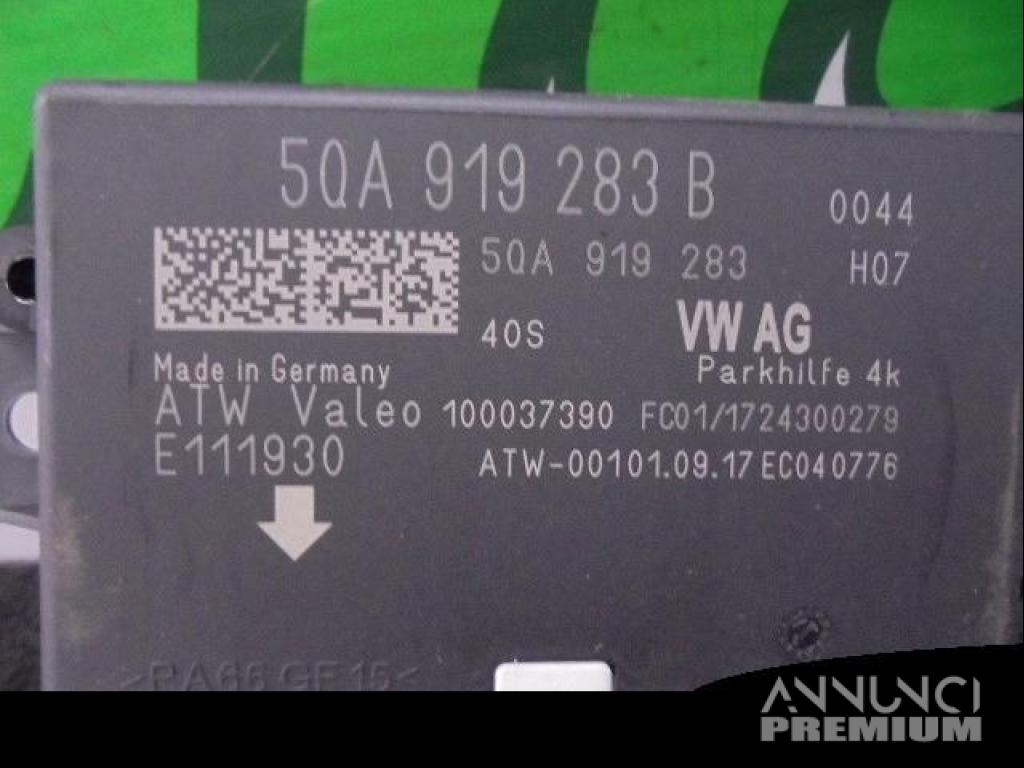 5QA 919 283 B
0044
5QA 919 283
H07
40S
VW AG
Made in Germany
Parkhilfe 4k
ATW Valeo 100037390 FC01/1724300279
E111930
ATW-00101.09.17 EC040776
>PA66 GF15<
ANNUNCI
PREMIUM